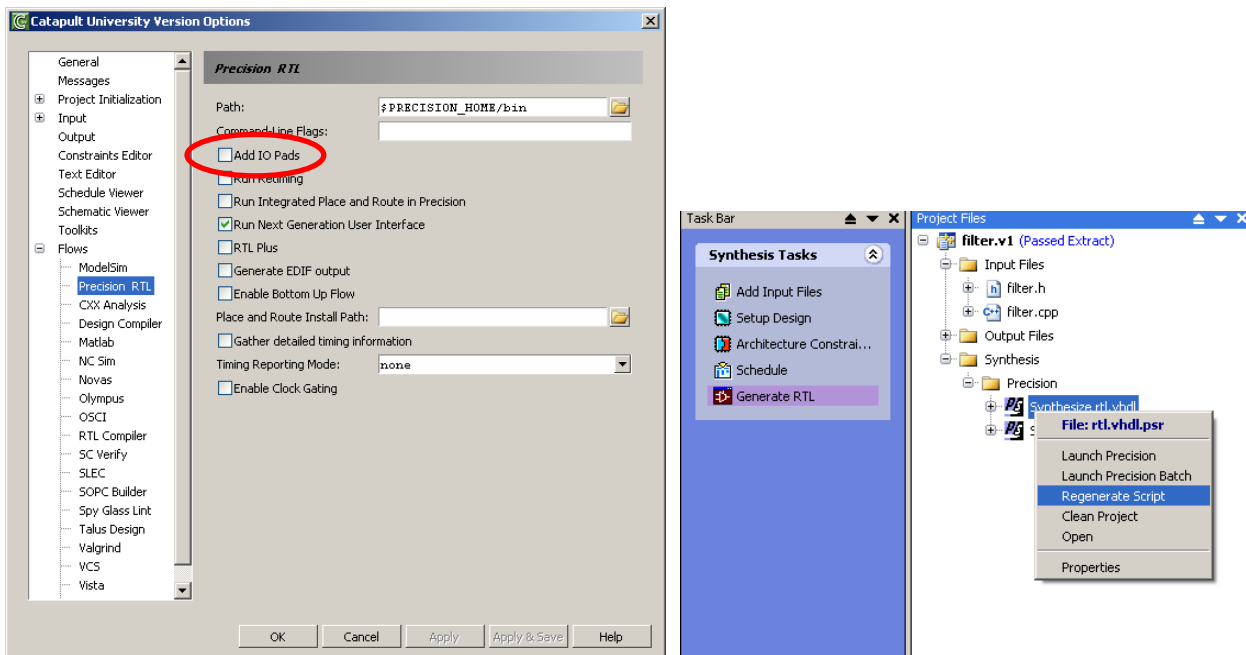 Catapult University Version Options
General
Messages
Project Initialization
Input
Output
Constraints Editor
Text Editor
Schedule Viewer
Schematic Viewer
Toolkits
Flows
ModelSim
Precision RTL
CXX Analysis
Design Compiler
Matlab
NC Sim
Novas
Olympus
OSCI
RTL Compiler
SC Verify
SLEC
SOPC Builder
Spy Glass Lint
Talus Design
Valgrind
VCS
Vista
Precision RTL
Path: $PRECISION_HOME/bin
Command-Line Flags:
Add IO Pads
Run Retiming
Run Integrated Place and Route in Precision
Run Next Generation User Interface
RTL Plus
Generate EDIF output
Enable Bottom Up Flow
Place and Route Install Path:
Gather detailed timing information
Timing Reporting Mode: none
Enable Clock Gating
OK Cancel Apply Apply & Save Help
Task Bar
Synthesis Tasks
Add Input Files
Setup Design
Architecture Constrai...
Schedule
Generate RTL
Project Files
filter.v1 (Passed Extract)
Input Files
filter.h
filter.cpp
Output Files
Synthesis
Precision
Synthesize rtl.vhdl
File: rtl.vhdl.psr
Launch Precision
Launch Precision Batch
Regenerate Script
Clean Project
Open
Properties